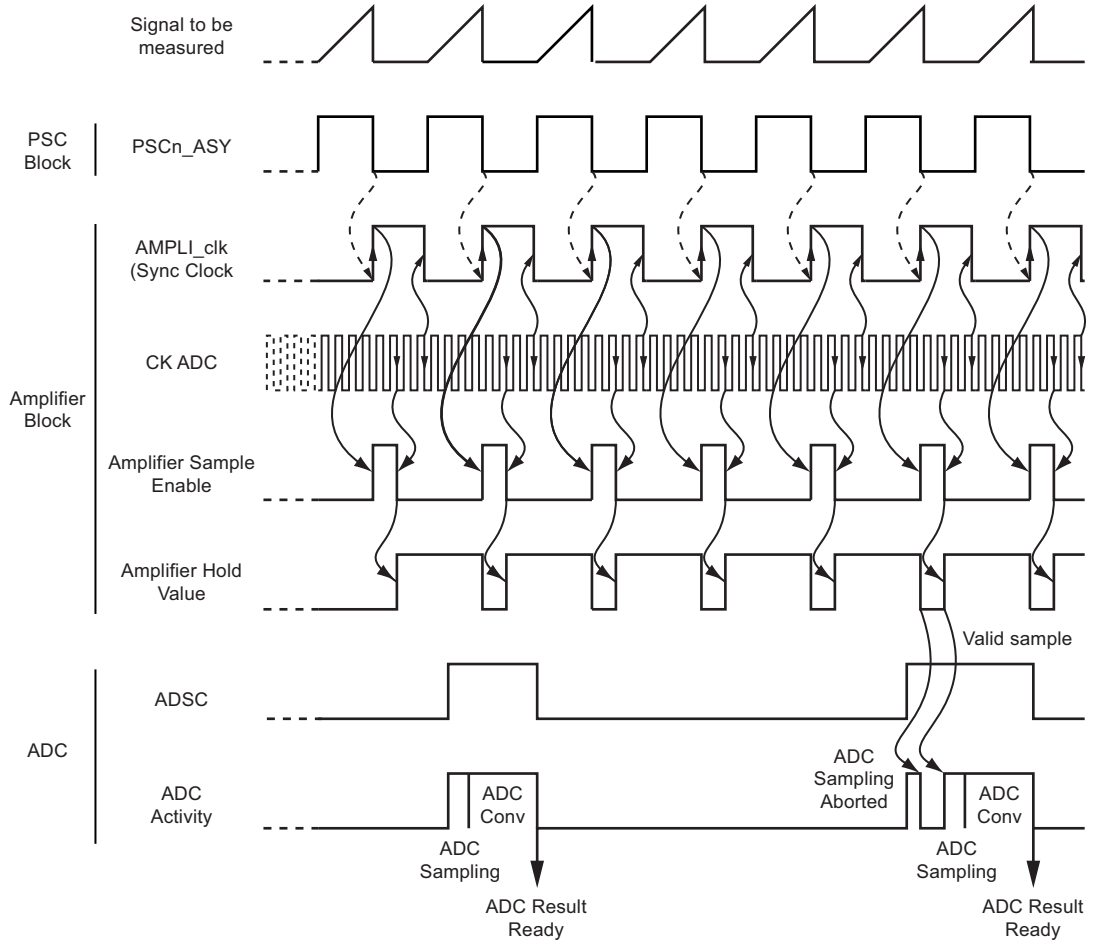 Signal to be
measured
PSC
Block
PSCn_ASY
AMPLI_clk
(Sync Clock
CK ADC
Amplifier
Block
Amplifier Sample
Enable
Amplifier Hold
Value
Valid sample
ADSC
ADC
ADC
Activity
ADC
Conv
ADC
Sampling
ADC Result
Ready
ADC
Sampling
Aborted
ADC
Conv
ADC
Sampling
ADC Result
Ready